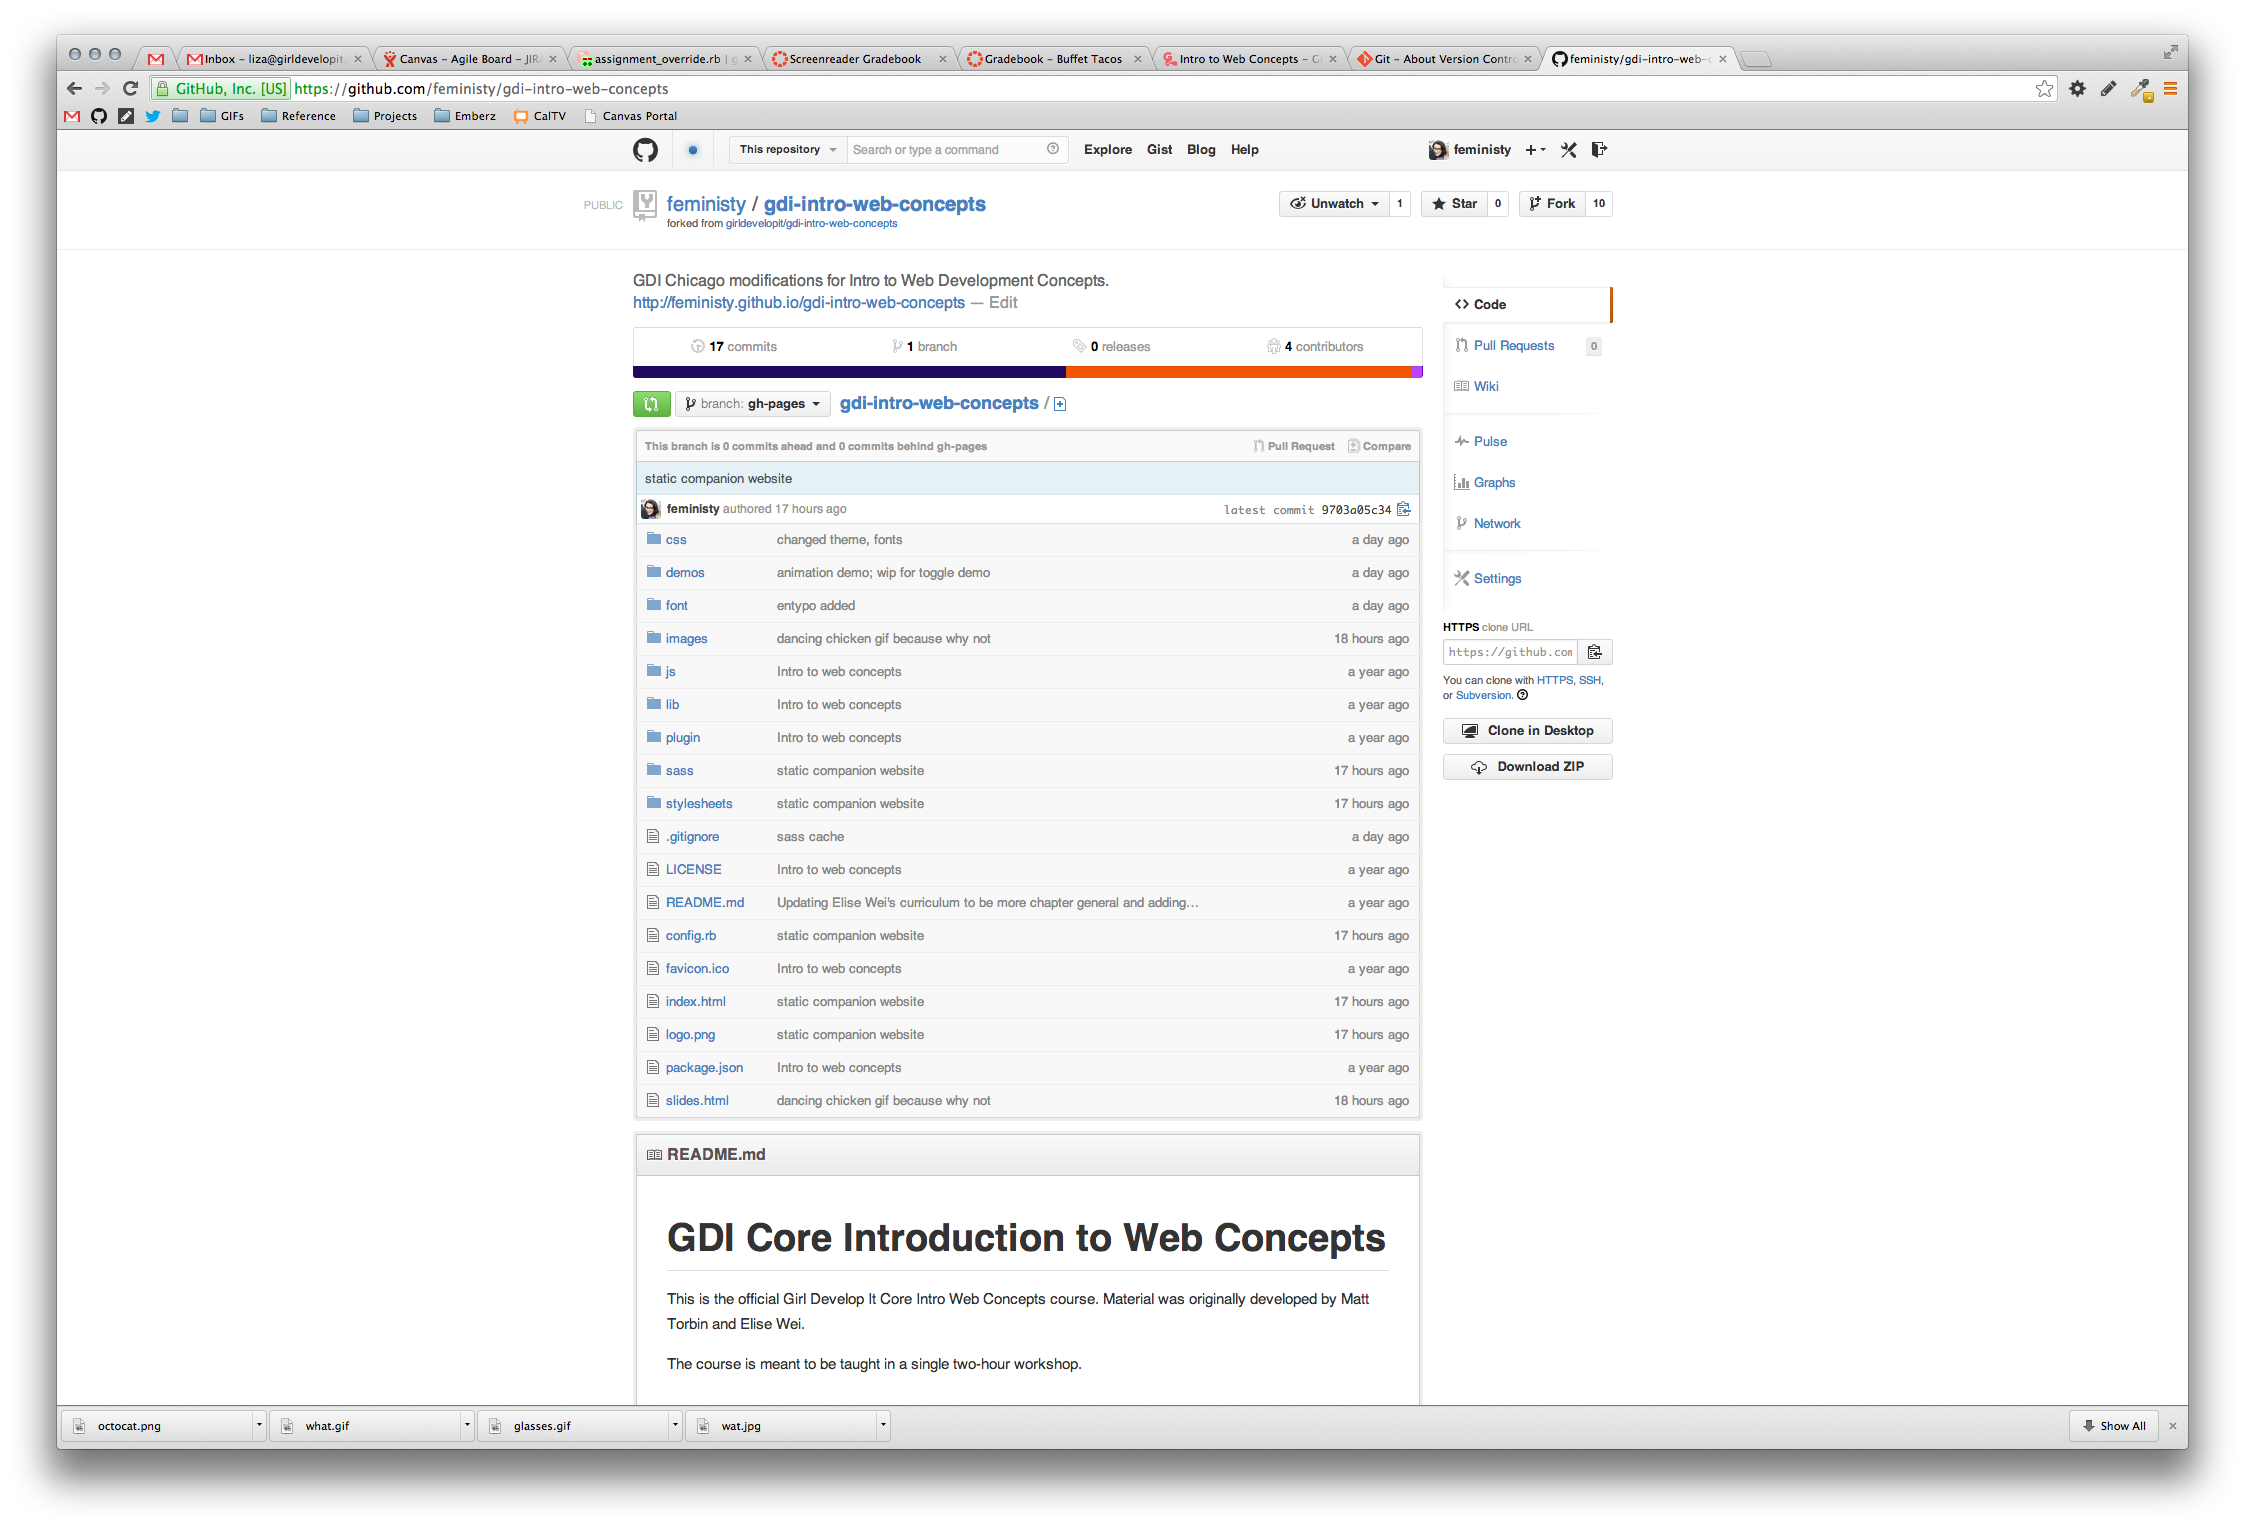 Inbox – liza@girldevelopit. Canvas – Agile Board – JIRA assignment_override.rb | g Screenreader Gradebook Gradebook – Buffet Tacos Intro to Web Concepts – G Git – About Version Contro feministy/gdi-intro-web-c
GitHub, Inc. [US] https://github.com/feministy/gdi-intro-web-concepts
GIFs Reference Projects Emberz CalTV Canvas Portal
This repository Search or type a command Explore Gist Blog Help feministy
PUBLIC feministy / gdi-intro-web-concepts Unwatch 1 Star 0 Fork 10
forked from girldevelopit/gdi-intro-web-concepts
GDI Chicago modifications for Intro to Web Development Concepts.
http://feministy.github.io/gdi-intro-web-concepts — Edit
17 commits 1 branch 0 releases 4 contributors
branch: gh-pages gdi-intro-web-concepts /
This branch is 0 commits ahead and 0 commits behind gh-pages Pull Request Compare
static companion website
feministy authored 17 hours ago latest commit 9703a05c34
css changed theme, fonts a day ago
demos animation demo; wip for toggle demo a day ago
font entypo added a day ago
images dancing chicken gif because why not 18 hours ago
js Intro to web concepts a year ago
lib Intro to web concepts a year ago
plugin Intro to web concepts a year ago
sass static companion website 17 hours ago
stylesheets static companion website 17 hours ago
.gitignore sass cache a day ago
LICENSE Intro to web concepts a year ago
README.md Updating Elise Wei's curriculum to be more chapter general and adding… a year ago
config.rb static companion website 17 hours ago
favicon.ico Intro to web concepts a year ago
index.html static companion website 17 hours ago
logo.png static companion website 17 hours ago
package.json Intro to web concepts a year ago
slides.html dancing chicken gif because why not 18 hours ago
Code
Pull Requests 0
Wiki
Pulse
Graphs
Network
Settings
HTTPS clone URL
https://github.com
You can clone with HTTPS, SSH,
or Subversion.
Clone in Desktop
Download ZIP
README.md
GDI Core Introduction to Web Concepts
This is the official Girl Develop It Core Intro Web Concepts course. Material was originally developed by Matt
Torbin and Elise Wei.
The course is meant to be taught in a single two-hour workshop.
octocat.png what.gif glasses.gif wat.jpg Show All